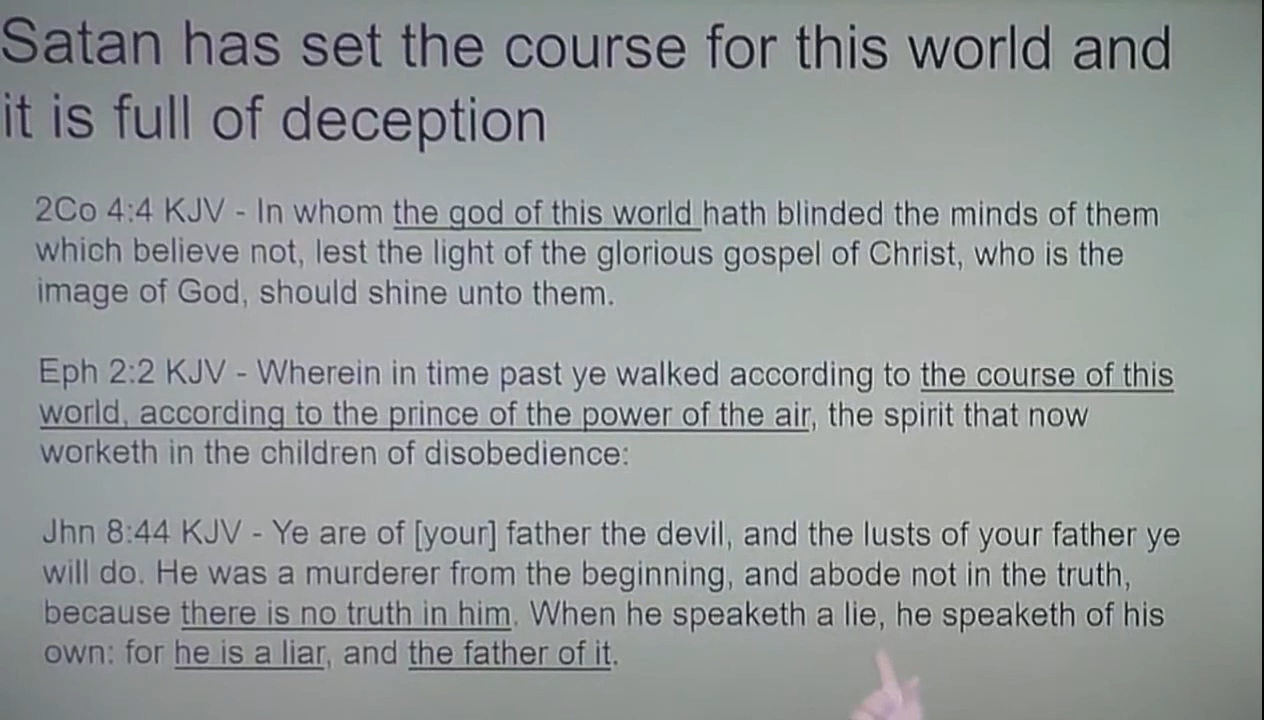 Satan has set the course for this world and
it is full of deception
2Co 4:4 KJV - In whom the god of this world hath blinded the minds of them
which believe not, lest the light of the glorious gospel of Christ, who is the
image of God, should shine unto them.
Eph 2:2 KJV - Wherein in time past ye walked according to the course of this
world, according to the prince of the power of the air, the spirit that now
worketh in the children of disobedience:
Jhn 8:44 KJV - Ye are of [your] father the devil, and the lusts of your father ye
will do. He was a murderer from the beginning, and abode not in the truth,
because there is no truth in him. When he speaketh a lie, he speaketh of his
own: for he is a liar, and the father of it.